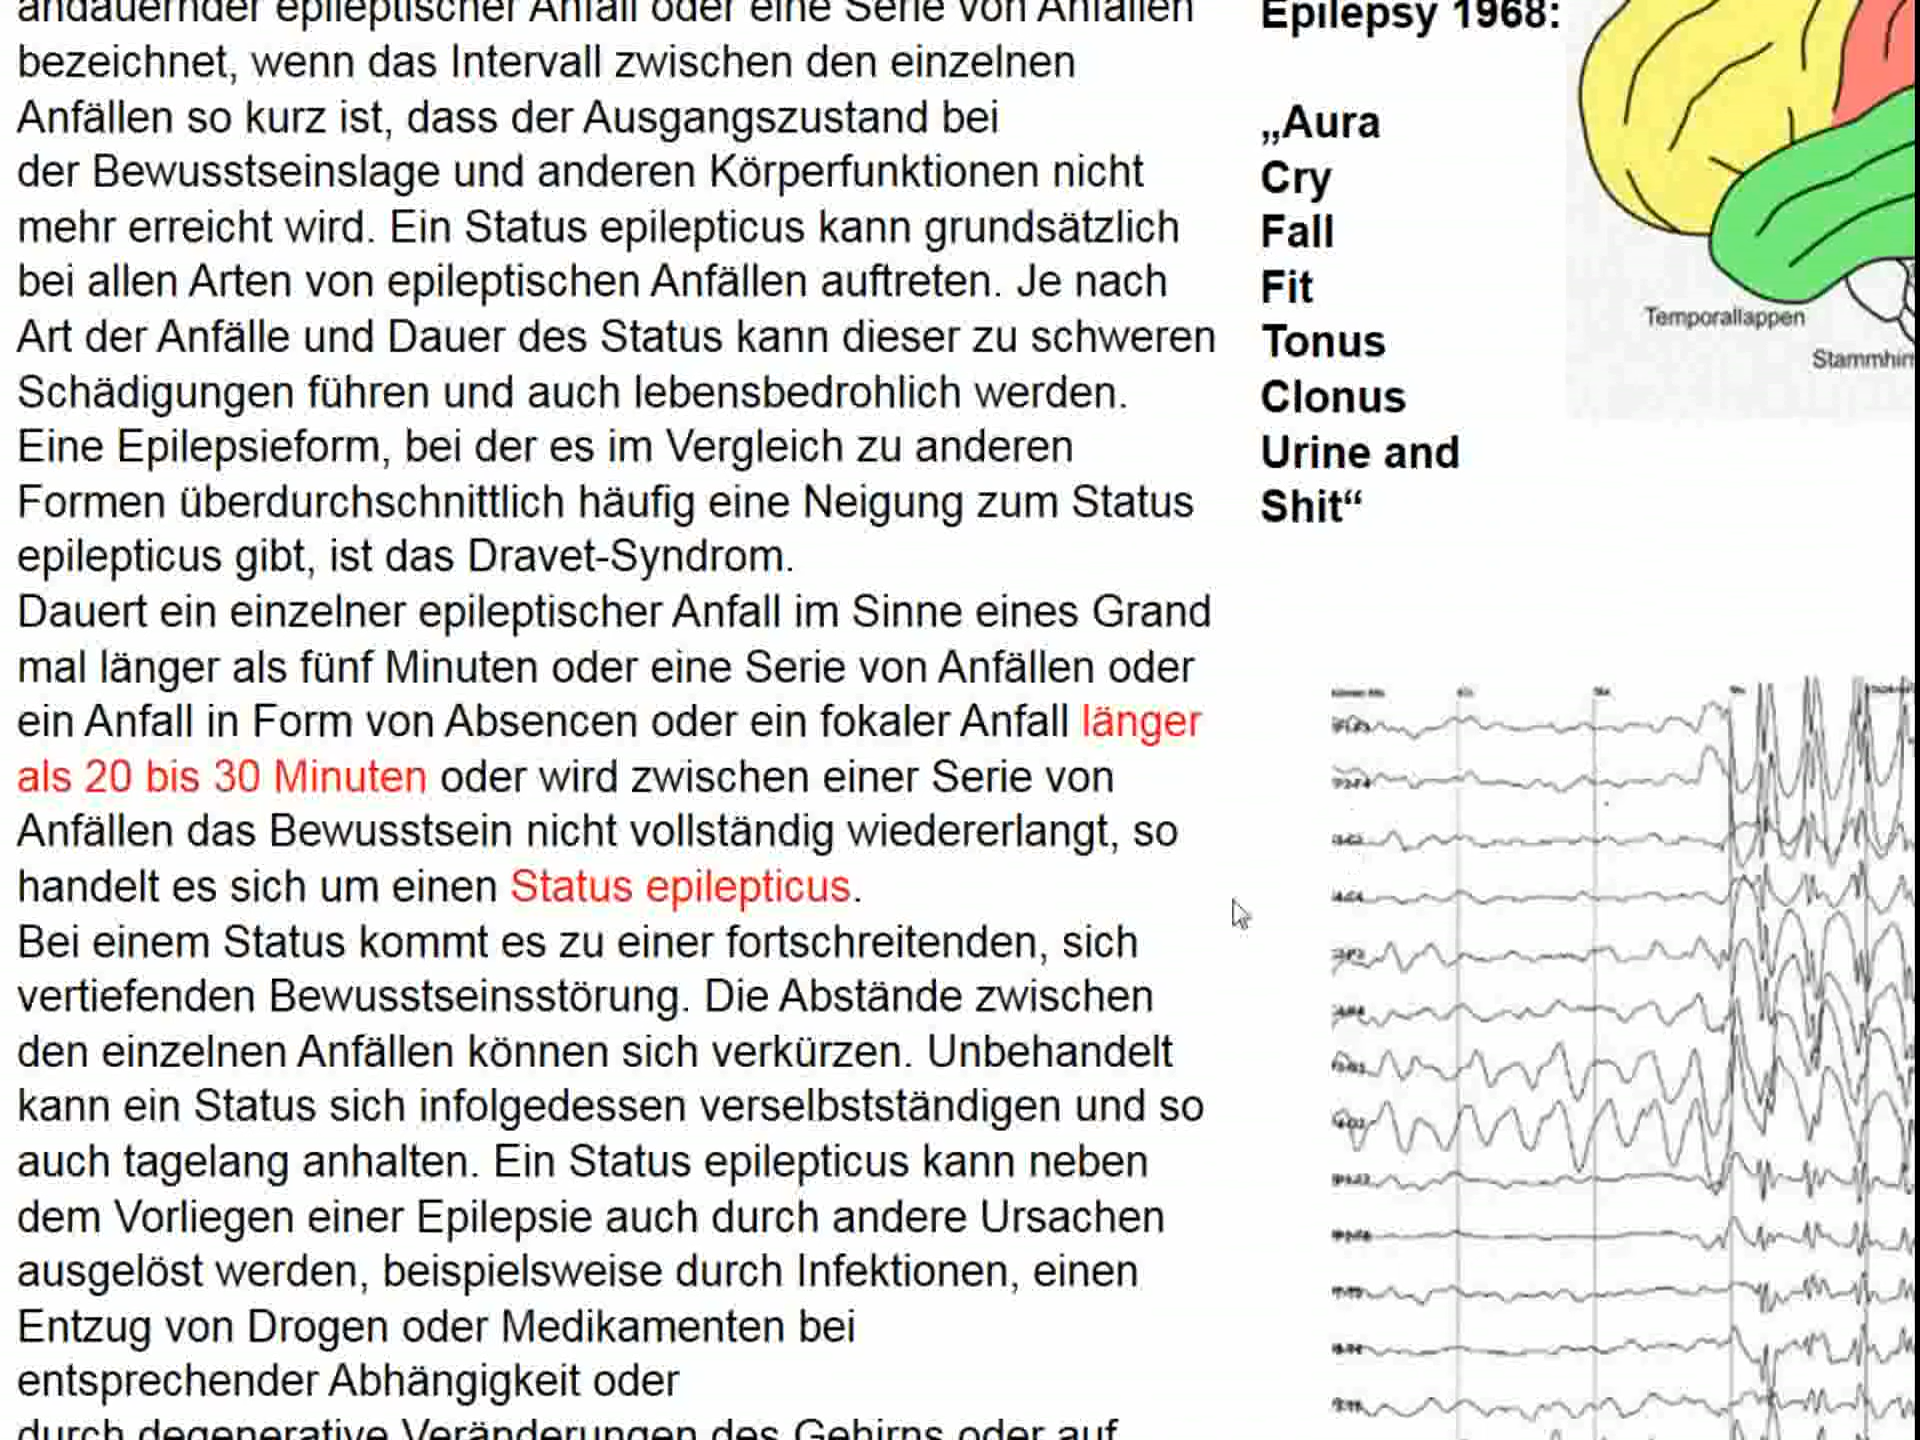 andauernder epileptischer Anfall oder eine Serie von Anfällen
bezeichnet, wenn das Intervall zwischen den einzelnen
Anfällen so kurz ist, dass der Ausgangszustand bei
der Bewusstseinslage und anderen Körperfunktionen nicht
mehr erreicht wird. Ein Status epilepticus kann grundsätzlich
bei allen Arten von epileptischen Anfällen auftreten. Je nach
Art der Anfälle und Dauer des Status kann dieser zu schweren
Schädigungen führen und auch lebensbedrohlich werden.
Eine Epilepsieform, bei der es im Vergleich zu anderen
Formen überdurchschnittlich häufig eine Neigung zum Status
epilepticus gibt, ist das Dravet-Syndrom.
Dauert ein einzelner epileptischer Anfall im Sinne eines Grand
mal länger als fünf Minuten oder eine Serie von Anfällen oder
ein Anfall in Form von Absencen oder ein fokaler Anfall länger
als 20 bis 30 Minuten oder wird zwischen einer Serie von
Anfällen das Bewusstsein nicht vollständig wiedererlangt, so
handelt es sich um einen Status epilepticus.
Bei einem Status kommt es zu einer fortschreitenden, sich
vertiefenden Bewusstseinsstörung. Die Abstände zwischen
den einzelnen Anfällen können sich verkürzen. Unbehandelt
kann ein Status sich infolgedessen verselbstständigen und so
auch tagelang anhalten. Ein Status epilepticus kann neben
dem Vorliegen einer Epilepsie auch durch andere Ursachen
ausgelöst werden, beispielsweise durch Infektionen, einen
Entzug von Drogen oder Medikamenten bei
entsprechender Abhängigkeit oder
durch degenerative Veränderungen des Gehirns oder auf
Epilepsy 1968:
„Aura
Cry
Fall
Fit
Tonus
Clonus
Urine and
Shit“
Temporallappen
Stammhirn